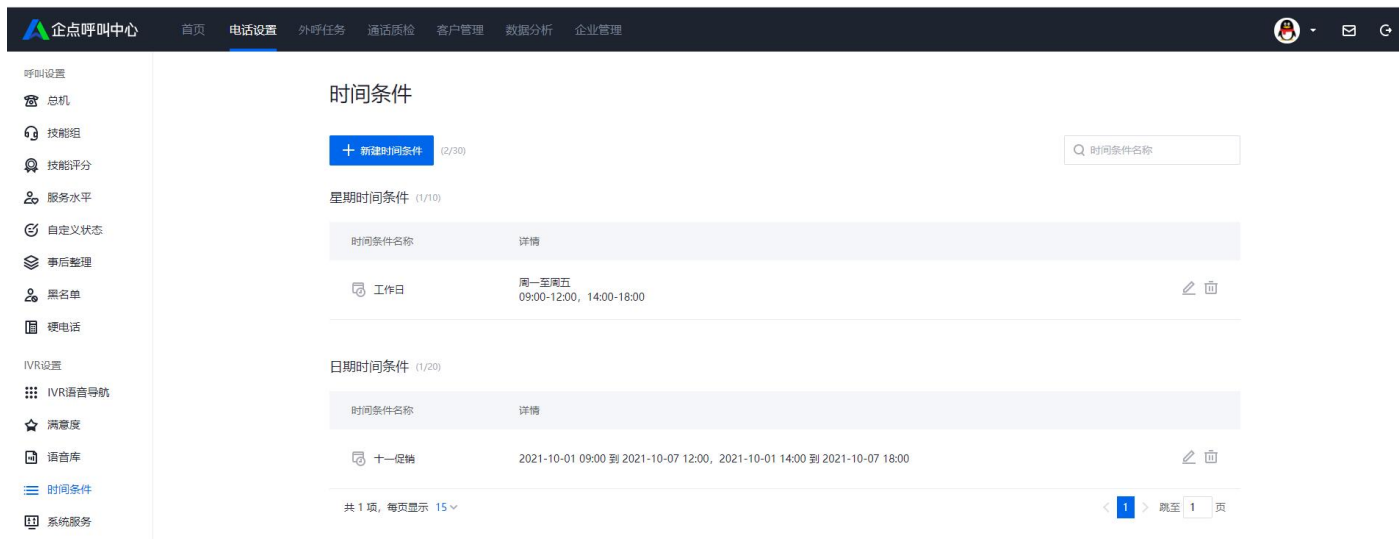 企点呼叫中心 首页 电话设置 外呼任务 通话质检 客户管理 数据分析 企业管理
呼叫设置
总机
技能组
技能评分
服务水平
自定义状态
事后整理
黑名单
硬电话
IVR设置
IVR语音导航
满意度
语音库
时间条件
系统服务
时间条件
新建时间条件 (2/30) 时间条件名称
星期时间条件 (1/10)
时间条件名称 详情
工作日 周一至周五
09:00-12:00，14:00-18:00
日期时间条件 (1/20)
时间条件名称 详情
十一促销 2021-10-01 09:00 到 2021-10-07 12:00，2021-10-01 14:00 到 2021-10-07 18:00
共 1 项，每页显示 15 1 跳至 1 页